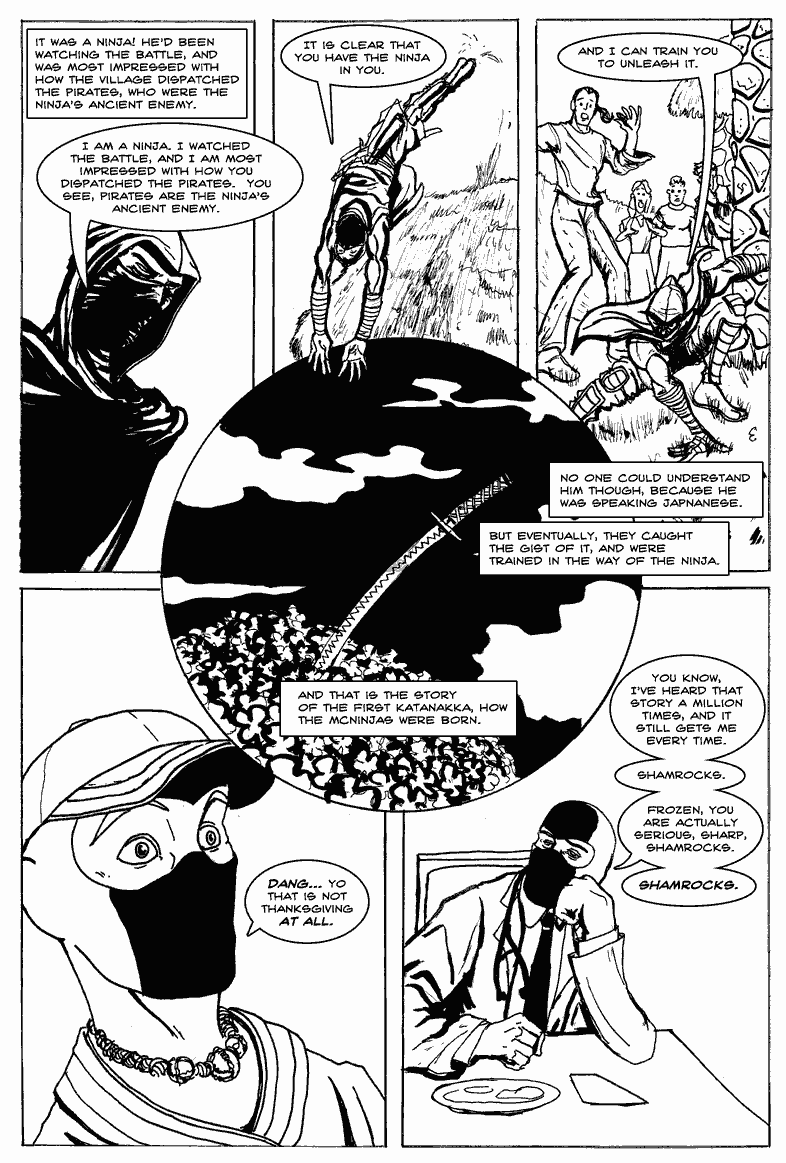 IT WAS A NINJA! HE'D BEEN
WATCHING THE BATTLE, AND
WAS MOST IMPRESSED WITH
HOW THE VILLAGE DISPATCHED
THE PIRATES, WHO WERE THE
NINJA'S ANCIENT ENEMY.
I AM A NINJA. I WATCHED
THE BATTLE, AND I AM MOST
IMPRESSED WITH HOW YOU
DISPATCHED THE PIRATES. YOU
SEE, PIRATES ARE THE NINJA'S
ANCIENT ENEMY.
IT IS CLEAR THAT
YOU HAVE THE NINJA
IN YOU.
AND I CAN TRAIN YOU
TO UNLEASH IT.
NO ONE COULD UNDERSTAND
HIM THOUGH, BECAUSE HE
WAS SPEAKING JAPNANESE.
BUT EVENTUALLY, THEY CAUGHT
THE GIST OF IT, AND WERE
TRAINED IN THE WAY OF THE NINJA.
AND THAT IS THE STORY
OF THE FIRST KATANAKKA, HOW
THE MCNINJAS WERE BORN.
DANG... YO
THAT IS NOT
THANKSGIVING
AT ALL.
YOU KNOW,
I'VE HEARD THAT
STORY A MILLION
TIMES, AND IT
STILL GETS ME
EVERY TIME.
SHAMROCKS.
FROZEN, YOU
ARE ACTUALLY
SERIOUS, SHARP,
SHAMROCKS.
SHAMROCKS.